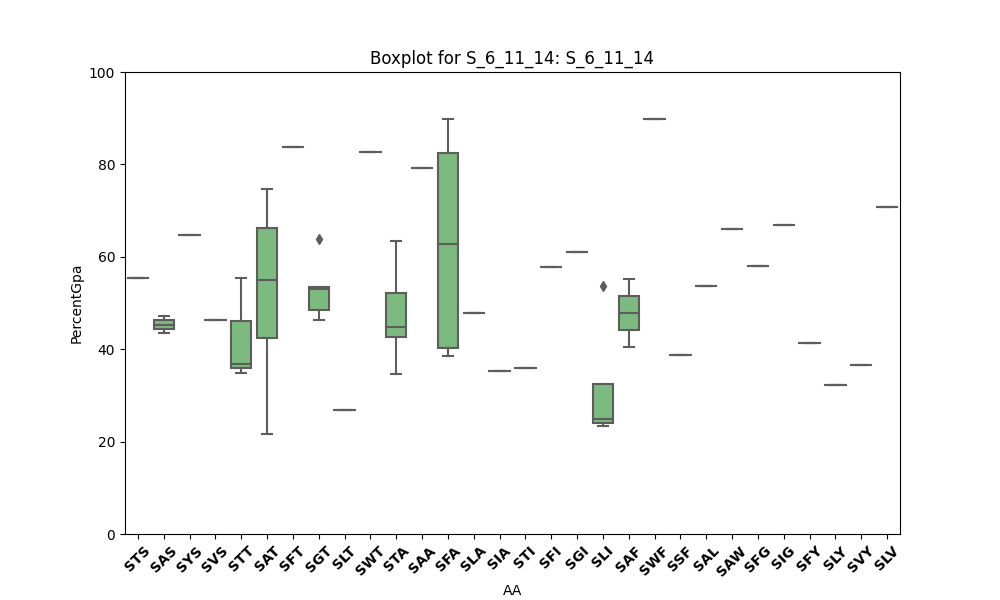 Boxplot for S_6_11_14: S_6_11_14
PercentGpa
100
80
60
40
20
0
STS SAS SYS SVS STT SAT SFT SGT SLT SWT STA SAA SFA SLA SIA STI SFI SGI SLI SAF SWF SSF SAL SAW SFG SIG SFY SLY SVY SLV
AA